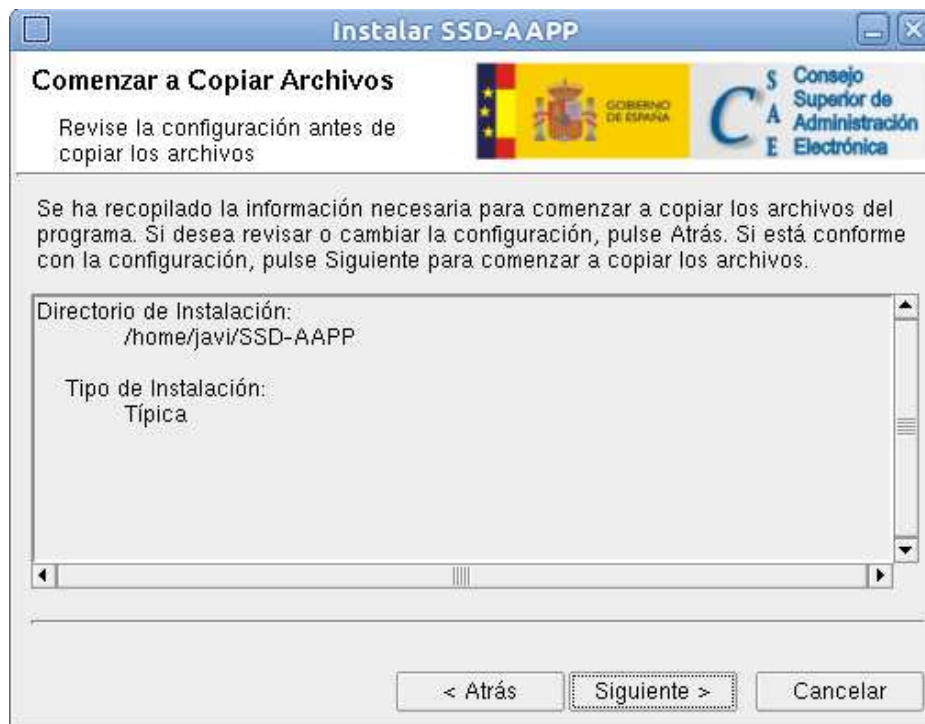 Instalar SSD-AAPP
Comenzar a Copiar Archivos
Revise la configuración antes de
copiar los archivos
GOBIERNO
DE ESPAÑA
C
S
A
E
Consejo
Superior de
Administración
Electrónica
Se ha recopilado la información necesaria para comenzar a copiar los archivos del
programa. Si desea revisar o cambiar la configuración, pulse Atrás. Si está conforme
con la configuración, pulse Siguiente para comenzar a copiar los archivos.
Directorio de Instalación:
/home/javi/SSD-AAPP
Tipo de Instalación:
Típica
< Atrás
Siguiente >
Cancelar